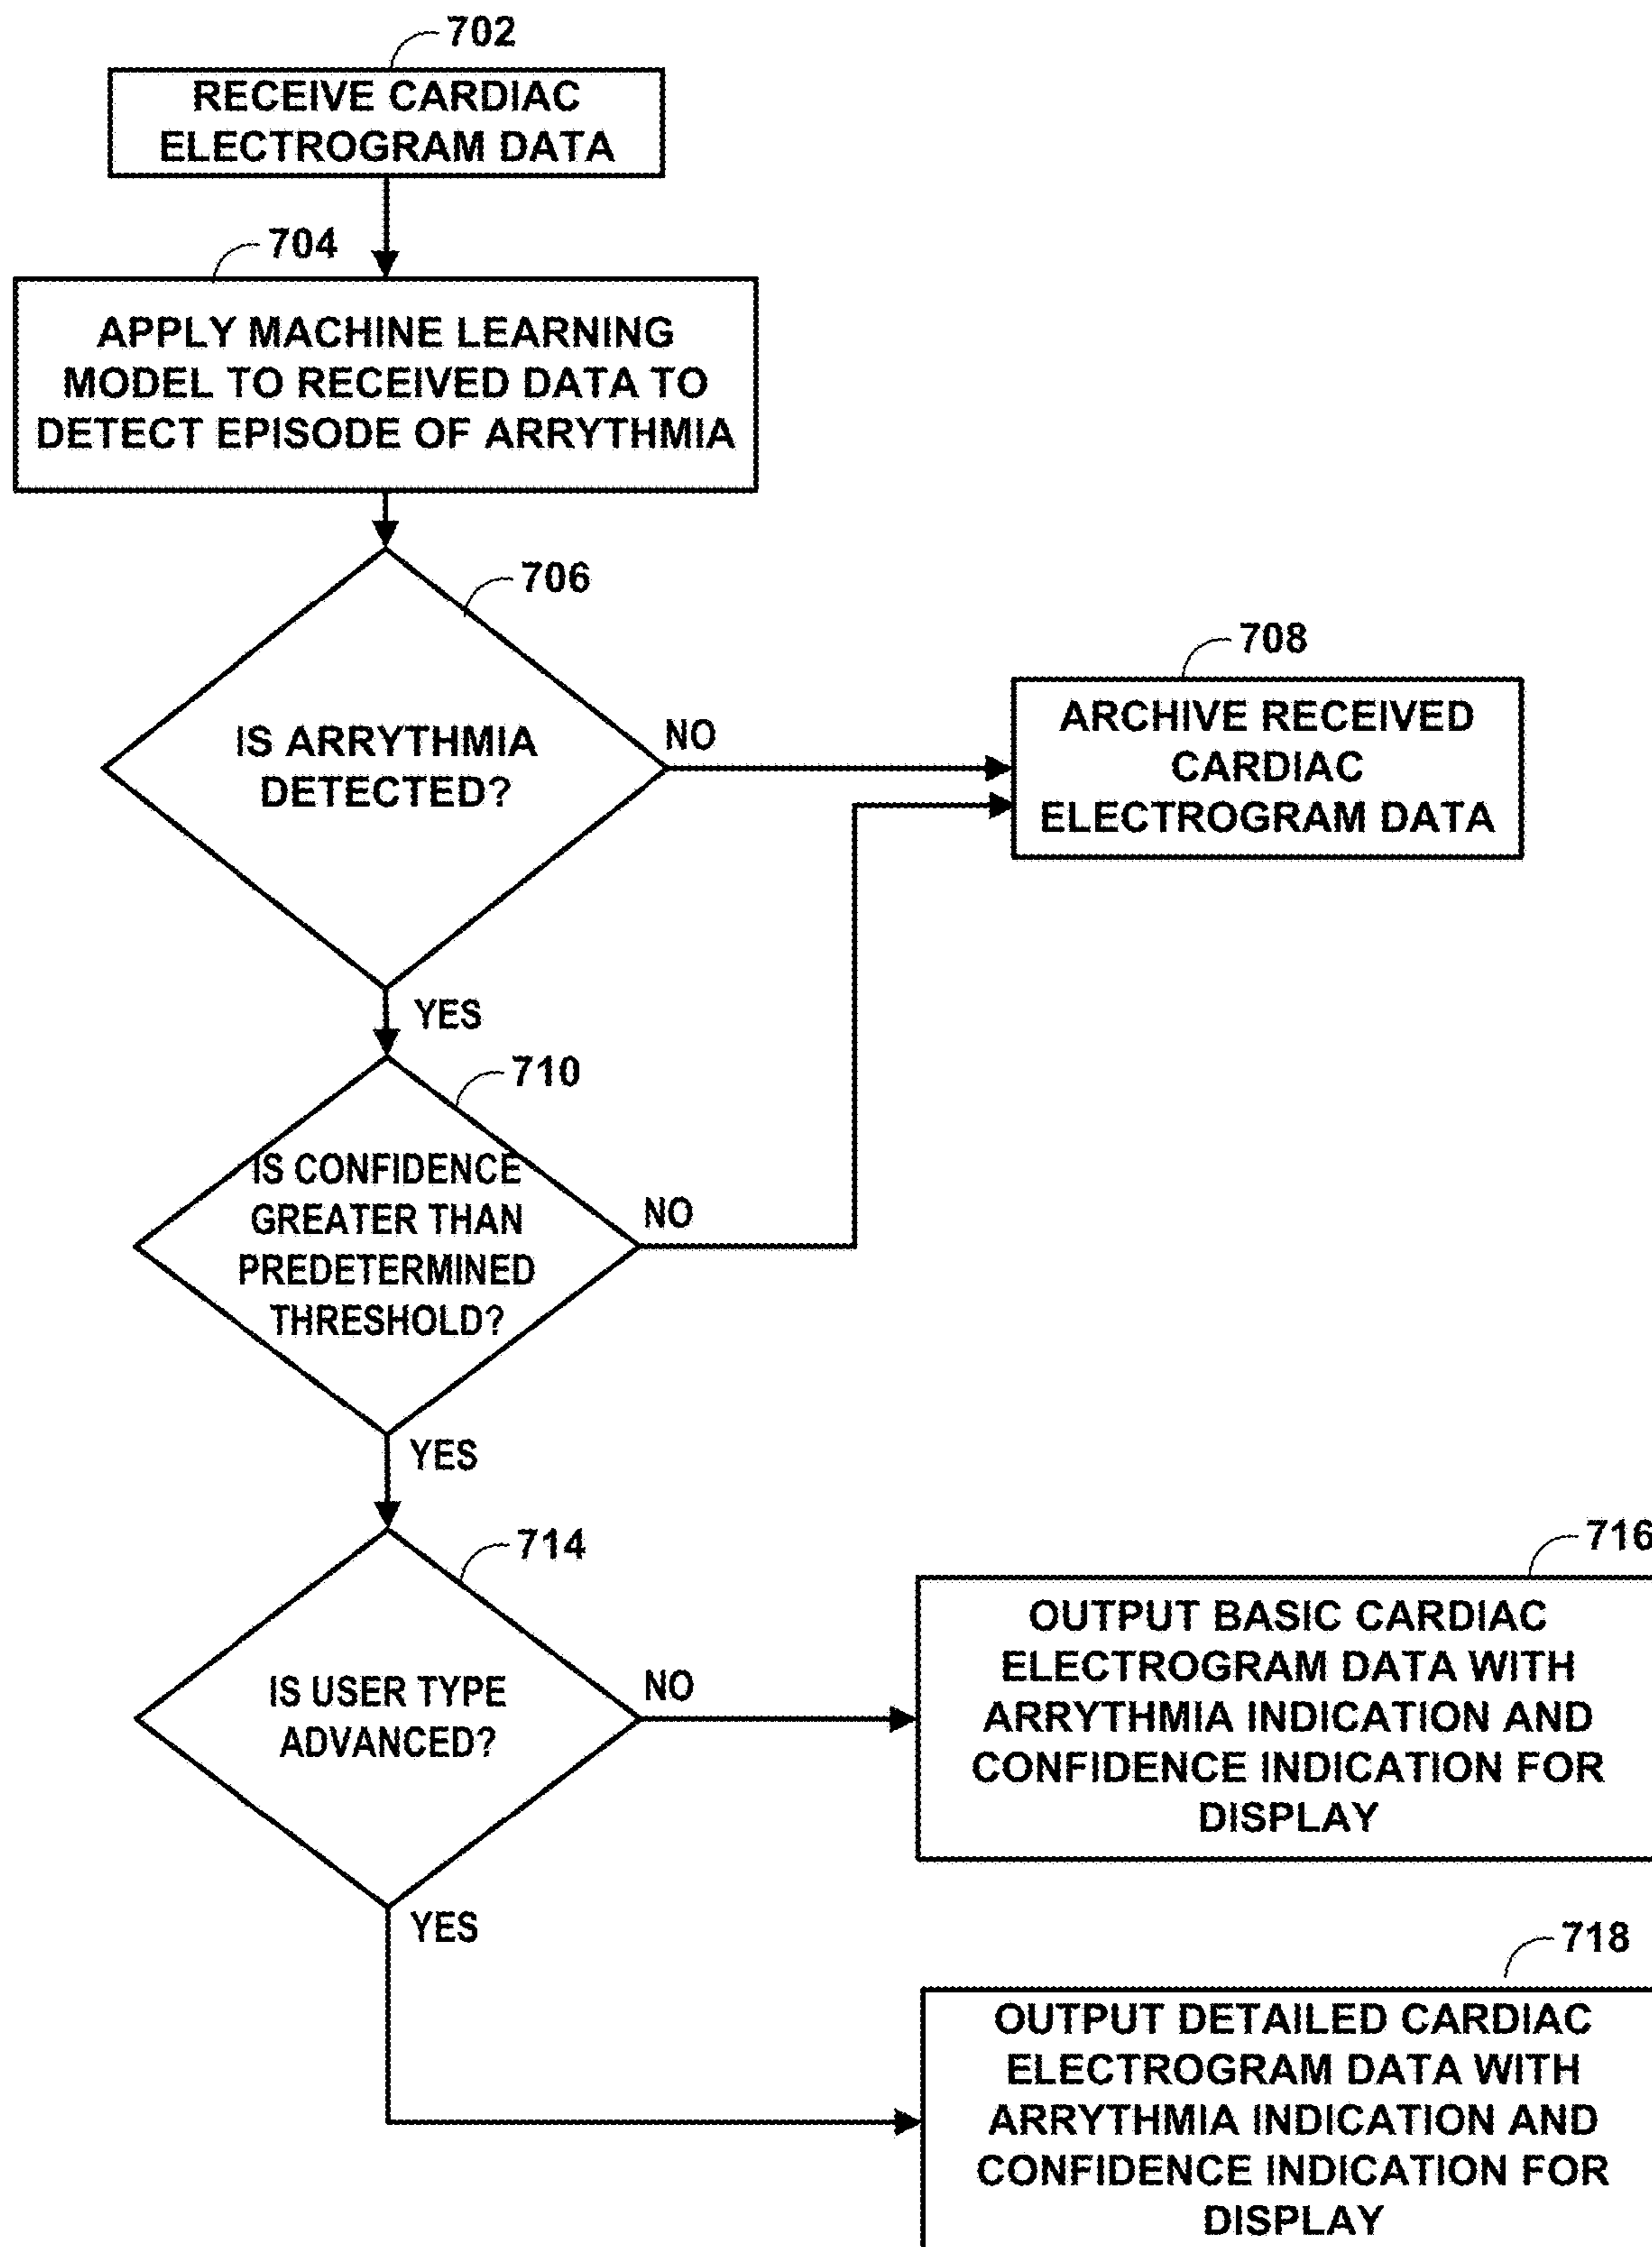 702
RECEIVE CARDIAC
ELECTROGRAM DATA
704
APPLY MACHINE LEARNING
MODEL TO RECEIVED DATA TO
DETECT EPISODE OF ARRYTHMIA
706
IS ARRYTHMIA
DETECTED?
NO
708
ARCHIVE RECEIVED
CARDIAC
ELECTROGRAM DATA
YES
710
IS CONFIDENCE
GREATER THAN
PREDETERMINED
THRESHOLD?
NO
YES
714
IS USER TYPE
ADVANCED?
NO
716
OUTPUT BASIC CARDIAC
ELECTROGRAM DATA WITH
ARRYTHMIA INDICATION AND
CONFIDENCE INDICATION FOR
DISPLAY
YES
718
OUTPUT DETAILED CARDIAC
ELECTROGRAM DATA WITH
ARRYTHMIA INDICATION AND
CONFIDENCE INDICATION FOR
DISPLAY